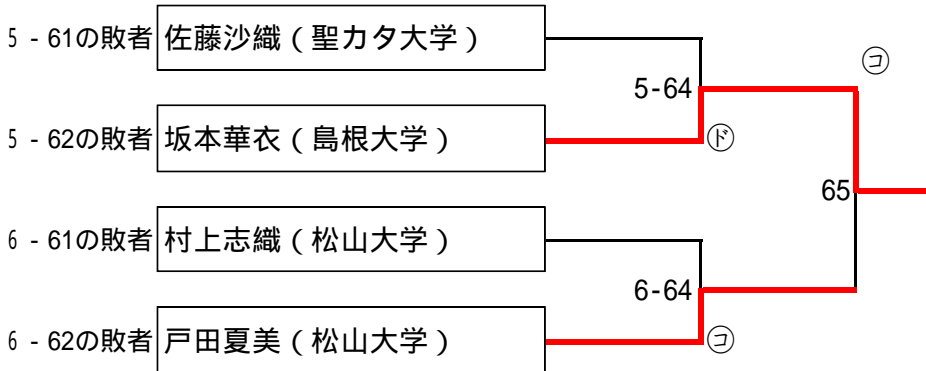 5 - 61の敗者 佐藤沙織 ( 聖カタ大学 )
㋙
5-64
5 - 62の敗者 坂本華衣 ( 島根大学 )
㋣゙
65
6 - 61の敗者 村上志織 ( 松山大学 )
6-64
6 - 62の敗者 戸田夏美 ( 松山大学 )
㋙